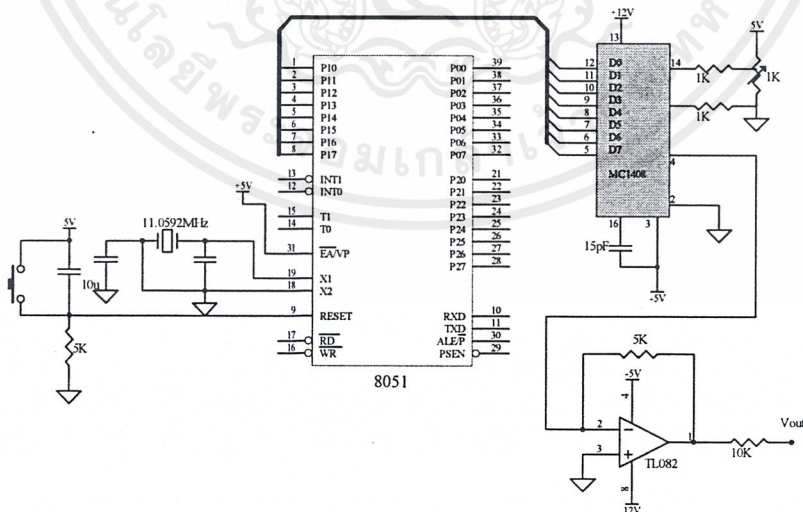 +12V
13
5V
1 P10 P00 39
2 P11 P01 38
3 P12 P02 37
4 P13 P03 36
5 P14 P04 35
6 P15 P05 34
7 P16 P06 33
8 P17 P07 32
12 D0 14
11 D1
10 D2
9 D3
8 D4
7 D5
6 D6
5 D7 4
MC1408
2
16 3
1K
1K
1K
15pF
-5V
13 INT1 P20 21
12 INT0 P21 22
P22 23
15 T1 P23 24
14 T0 P24 25
P25 26
31 EA/VP P26 27
P27 28
19 X1
18 X2
9 RESET RXD 10
TXD 11
17 RD ALE/P 30
16 WR PSEN 29
8051
+5V
5V
11.0592MHz
10u
5K
5K
-5V
4
2
3
1
TL082
8
12V
10K
Vout